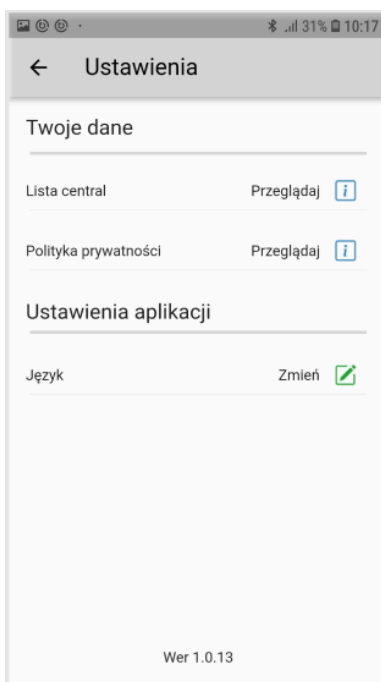 31% 10:17
Ustawienia
Twoje dane
Lista central Przeglądaj
Polityka prywatności Przeglądaj
Ustawienia aplikacji
Język Zmień
Wer 1.0.13